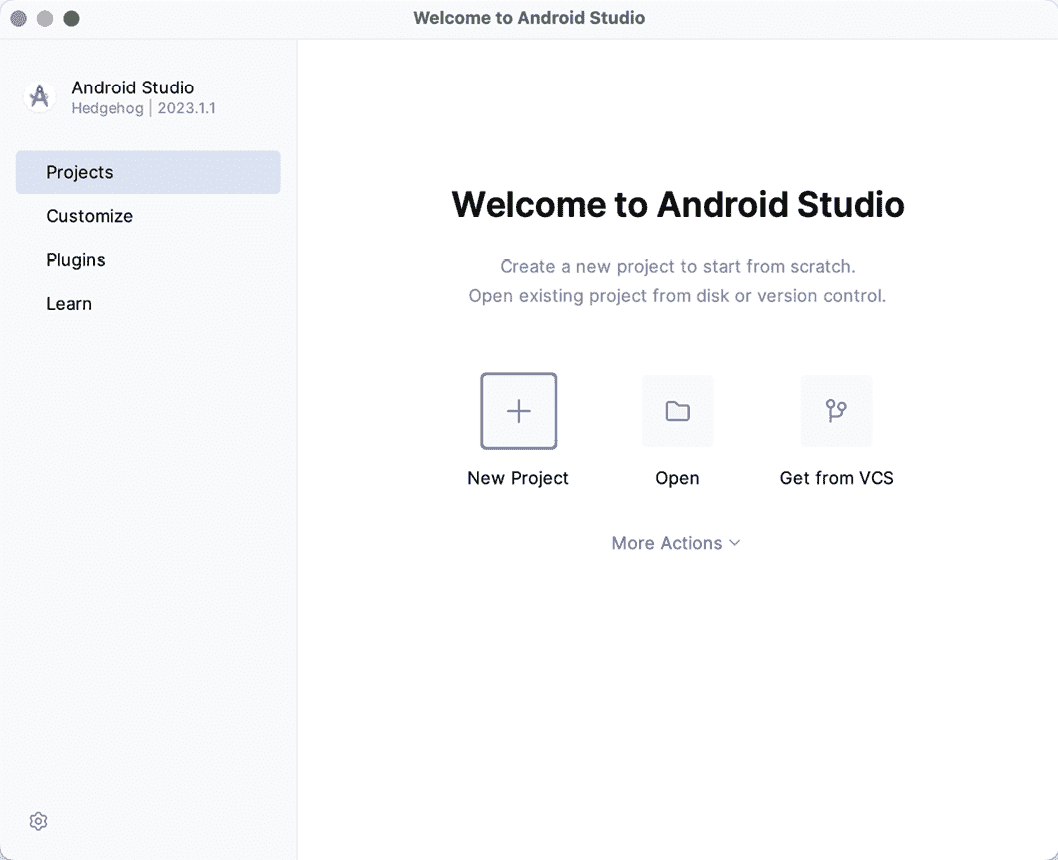 Welcome to Android Studio
Android Studio
Hedgehog | 2023.1.1
Projects
Customize
Plugins
Learn
Welcome to Android Studio
Create a new project to start from scratch.
Open existing project from disk or version control.
New Project
Open
Get from VCS
More Actions